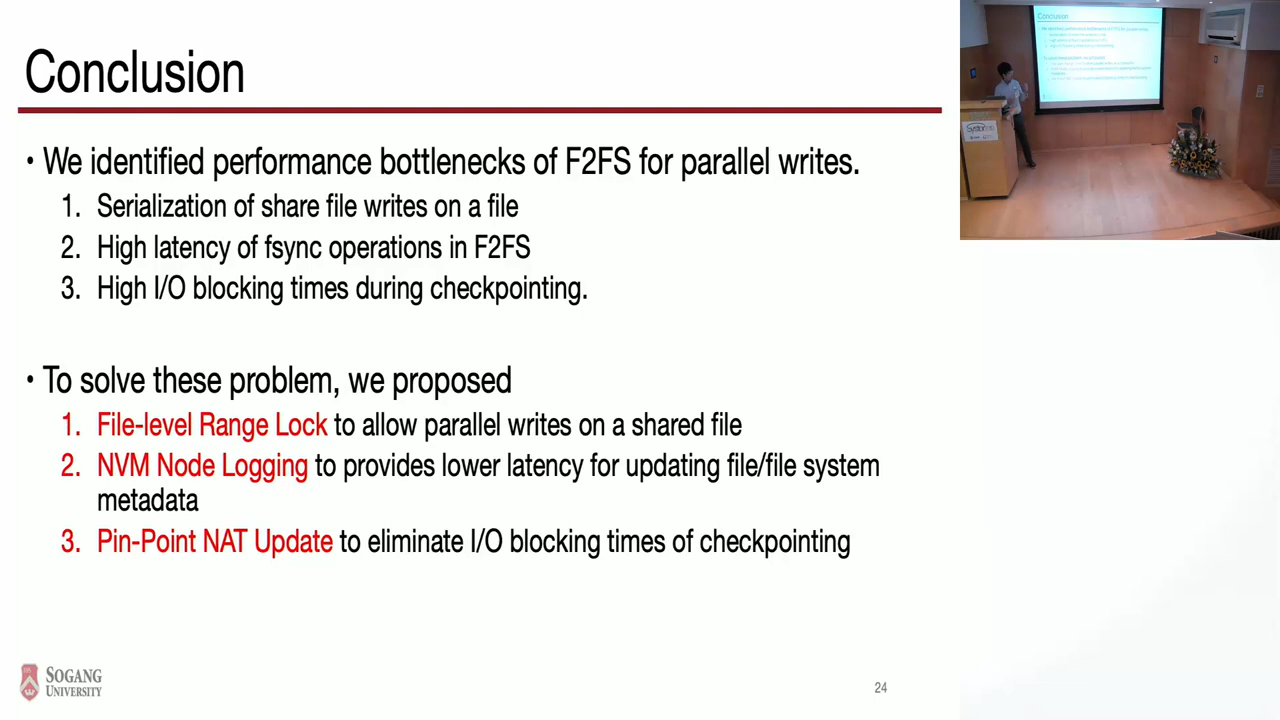 Conclusion
• We identified performance bottlenecks of F2FS for parallel writes.
1. Serialization of share file writes on a file
2. High latency of fsync operations in F2FS
3. High I/O blocking times during checkpointing.
• To solve these problem, we proposed
1. File-level Range Lock to allow parallel writes on a shared file
2. NVM Node Logging to provides lower latency for updating file/file system
metadata
3. Pin-Point NAT Update to eliminate I/O blocking times of checkpointing
SOGANG
UNIVERSITY
24
Conclusion